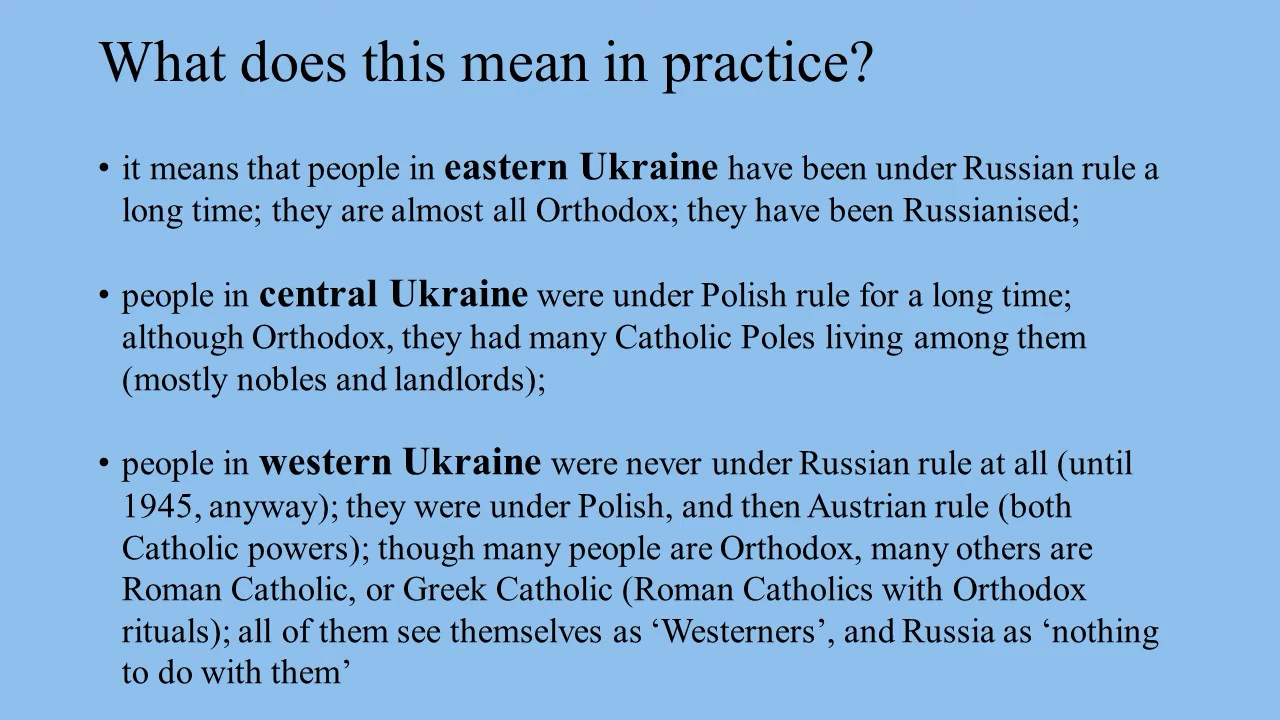 What does this mean in practice?
• it means that people in eastern Ukraine have been under Russian rule a
long time; they are almost all Orthodox; they have been Russianised;
• people in central Ukraine were under Polish rule for a long time;
although Orthodox, they had many Catholic Poles living among them
(mostly nobles and landlords);
• people in western Ukraine were never under Russian rule at all (until
1945, anyway); they were under Polish, and then Austrian rule (both
Catholic powers); though many people are Orthodox, many others are
Roman Catholic, or Greek Catholic (Roman Catholics with Orthodox
rituals); all of them see themselves as ‘Westerners’, and Russia as ‘nothing
to do with them’